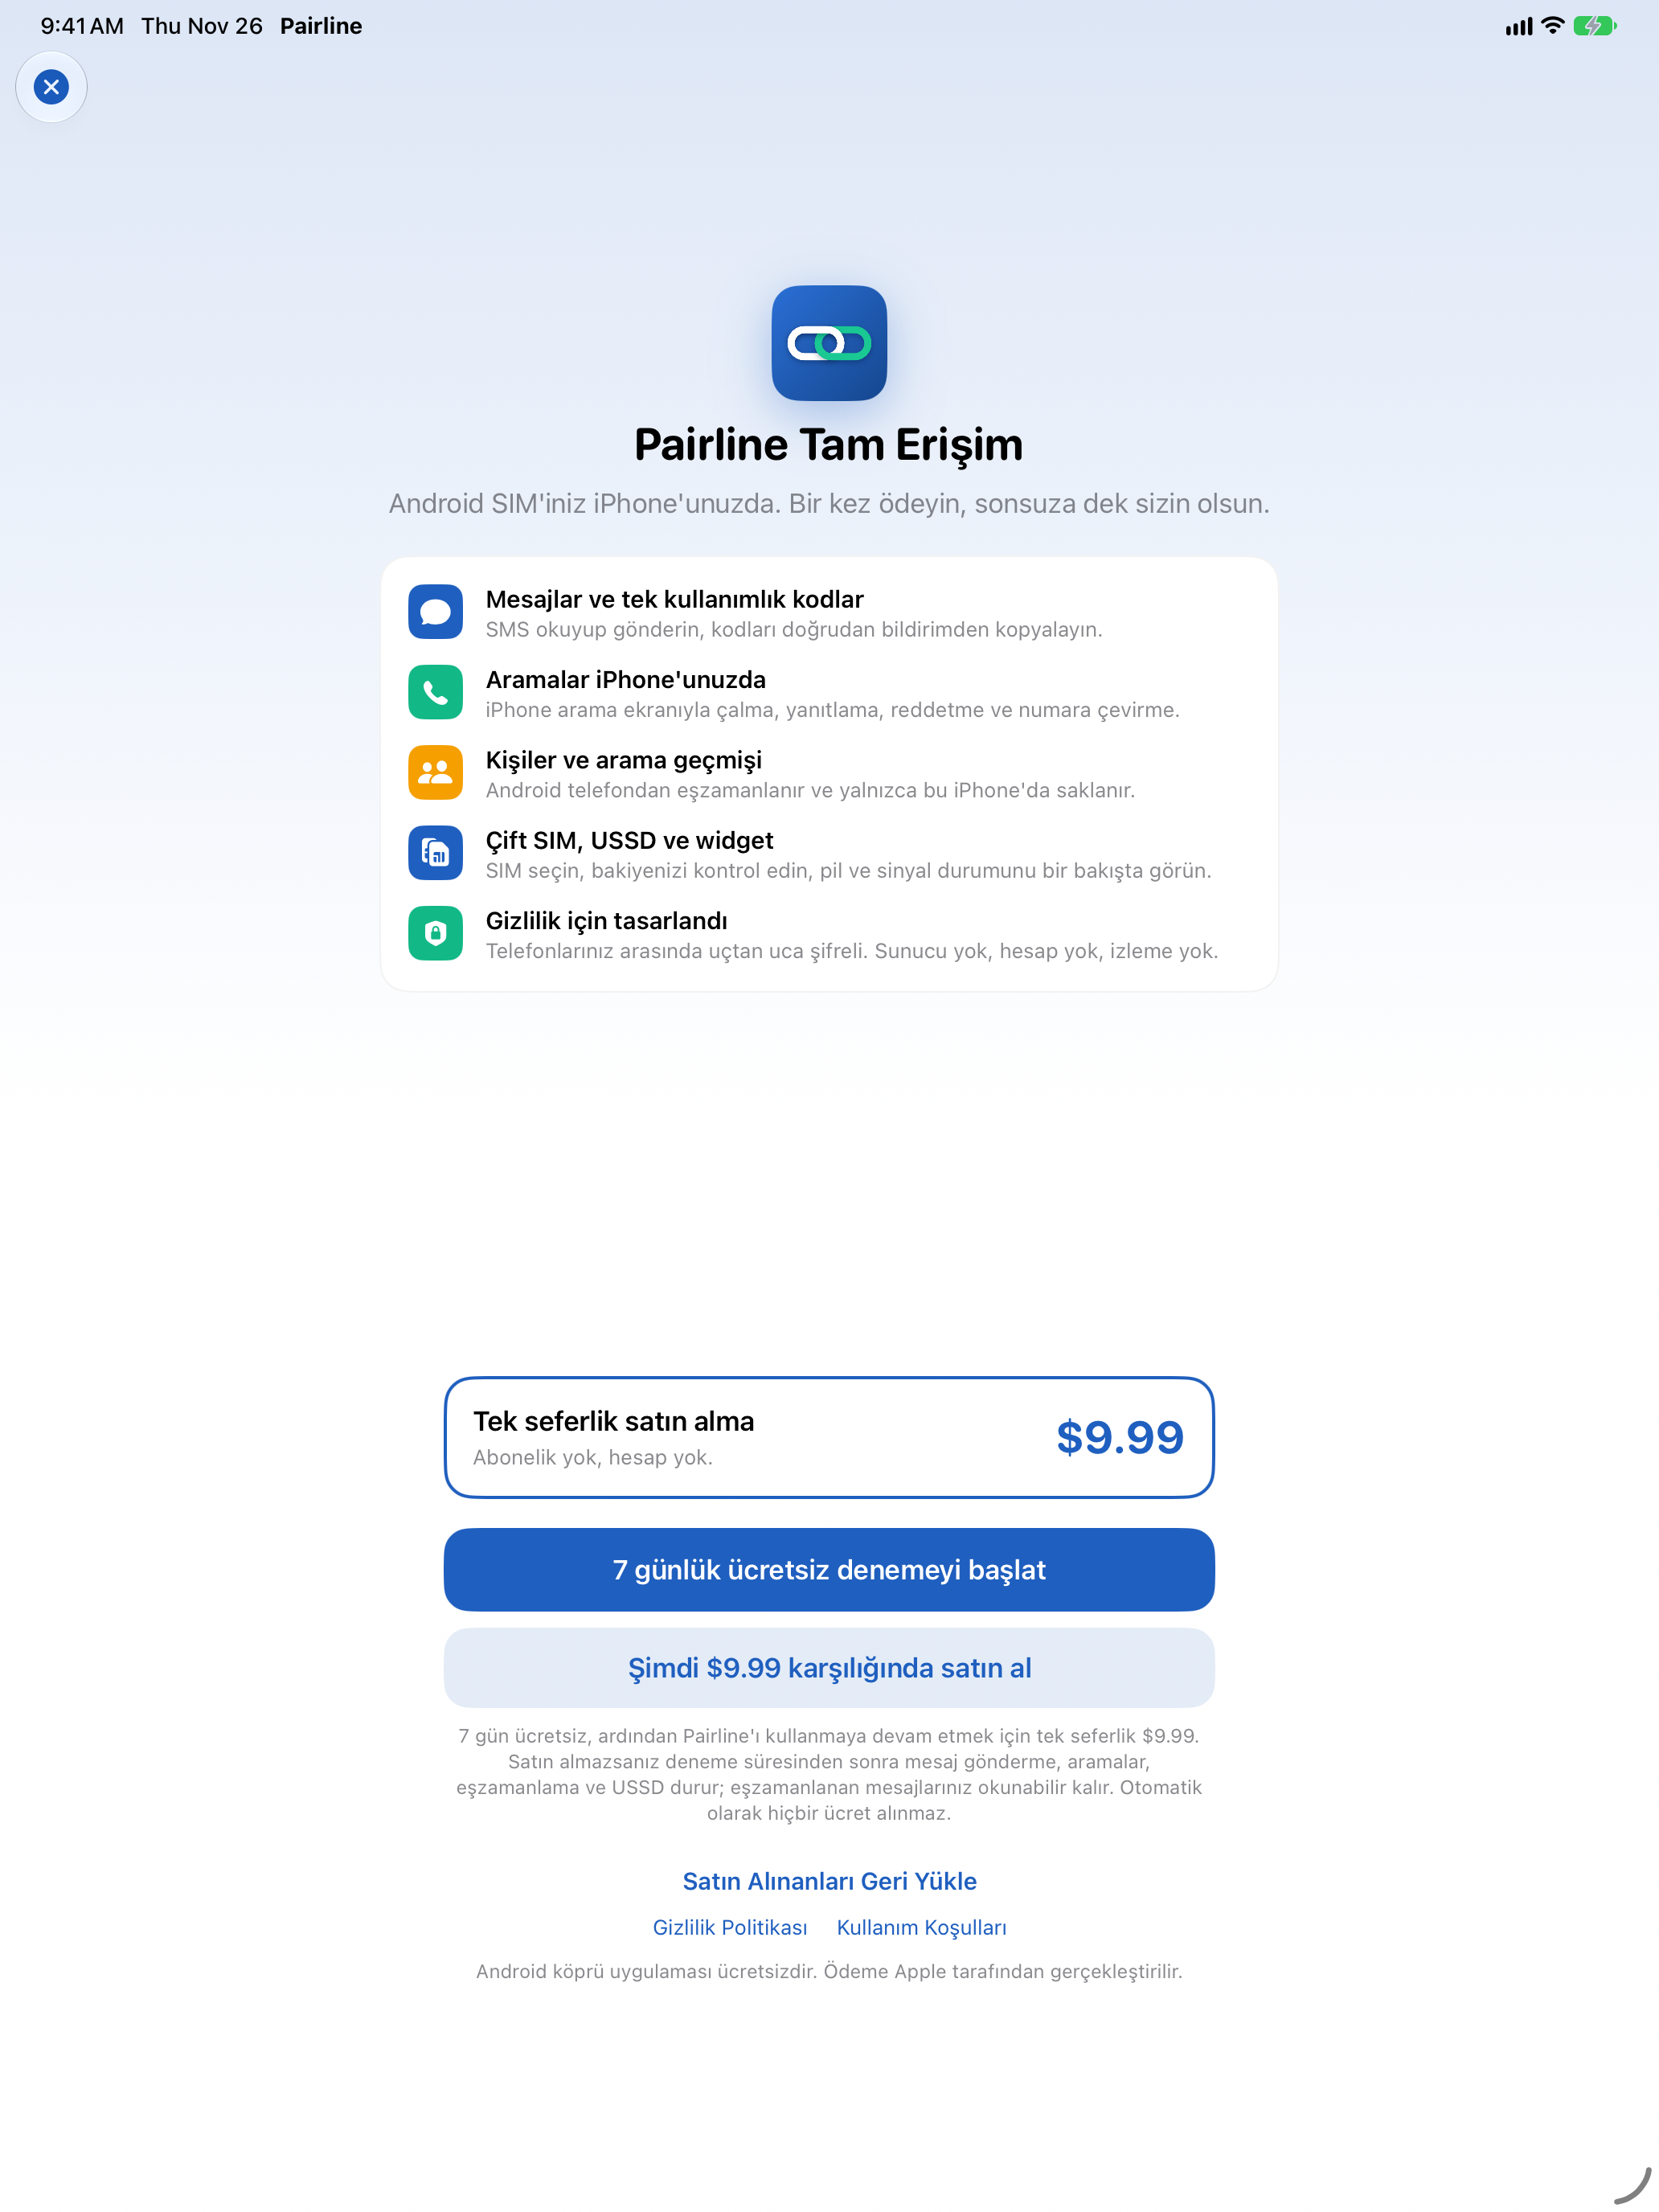 9:41 AM Thu Nov 26 Pairline
Pairline Tam Erişim
Android SIM'iniz iPhone'unuzda. Bir kez ödeyin, sonsuza dek sizin olsun.
Mesajlar ve tek kullanımlık kodlar
SMS okuyup gönderin, kodları doğrudan bildirimden kopyalayın.
Aramalar iPhone'unuzda
iPhone arama ekranıyla çalma, yanıtlama, reddetme ve numara çevirme.
Kişiler ve arama geçmişi
Android telefondan eşzamanlanır ve yalnızca bu iPhone'da saklanır.
Çift SIM, USSD ve widget
SIM seçin, bakiyenizi kontrol edin, pil ve sinyal durumunu bir bakışta görün.
Gizlilik için tasarlandı
Telefonlarınız arasında uçtan uca şifreli. Sunucu yok, hesap yok, izleme yok.
Tek seferlik satın alma
Abonelik yok, hesap yok.
$9.99
7 günlük ücretsiz denemeyi başlat
Şimdi $9.99 karşılığında satın al
7 gün ücretsiz, ardından Pairline'ı kullanmaya devam etmek için tek seferlik $9.99.
Satın almazsanız deneme süresinden sonra mesaj gönderme, aramalar,
eşzamanlama ve USSD durur; eşzamanlanan mesajlarınız okunabilir kalır. Otomatik
olarak hiçbir ücret alınmaz.
Satın Alınanları Geri Yükle
Gizlilik Politikası Kullanım Koşulları
Android köprü uygulaması ücretsizdir. Ödeme Apple tarafından gerçekleştirilir.